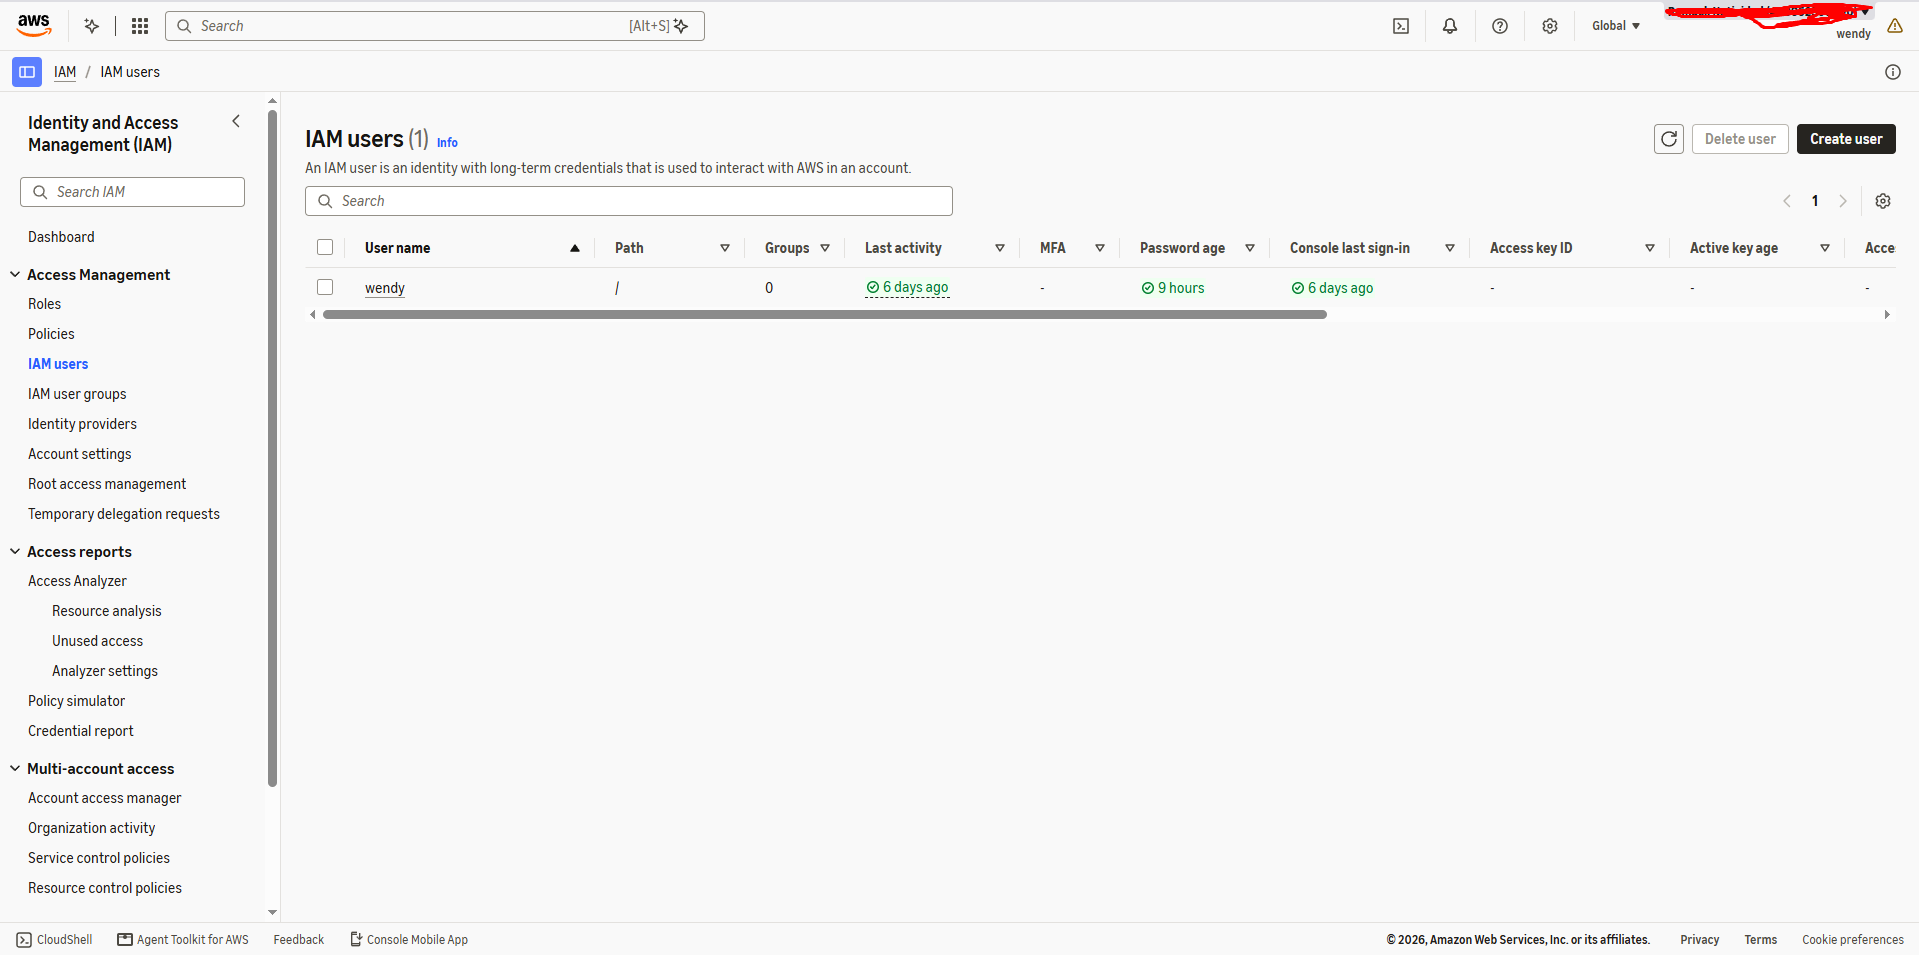 aws
Search [Alt+S]
Global
wendy
IAM / IAM users
Identity and Access
Management (IAM)
Search IAM
Dashboard
Access Management
Roles
Policies
IAM users
IAM user groups
Identity providers
Account settings
Root access management
Temporary delegation requests
Access reports
Access Analyzer
Resource analysis
Unused access
Analyzer settings
Policy simulator
Credential report
Multi-account access
Account access manager
Organization activity
Service control policies
Resource control policies
IAM users (1) Info
Delete user
Create user
An IAM user is an identity with long-term credentials that is used to interact with AWS in an account.
Search
1
User name Path Groups Last activity MFA Password age Console last sign-in Access key ID Active key age Acce
wendy / 0 6 days ago - 9 hours 6 days ago - - -
CloudShell Agent Toolkit for AWS Feedback Console Mobile App
© 2026, Amazon Web Services, Inc. or its affiliates. Privacy Terms Cookie preferences